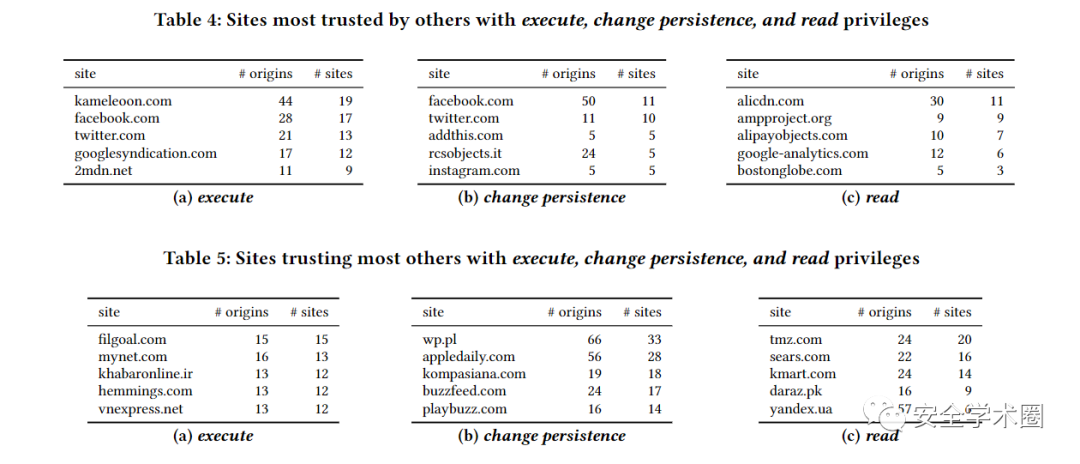 Table 4: Sites most trusted by others with execute, change persistence, and read privileges
site # origins # sites
kameleoon.com 44 19
facebook.com 28 17
twitter.com 21 13
googlesyndication.com 17 12
2mdn.net 11 9
(a) execute
site # origins # sites
facebook.com 50 11
twitter.com 11 10
addthis.com 5 5
rcsobjects.it 24 5
instagram.com 5 5
(b) change persistence
site # origins # sites
alicdn.com 30 11
ampproject.org 9 9
alipayobjects.com 10 7
google-analytics.com 12 6
bostonglobe.com 5 3
(c) read
Table 5: Sites trusting most others with execute, change persistence, and read privileges
site # origins # sites
filgoal.com 15 15
mynet.com 16 13
khabaronline.ir 13 12
hemmings.com 13 12
vnexpress.net 13 12
(a) execute
site # origins # sites
wp.pl 66 33
appledaily.com 56 28
kompasiana.com 19 18
buzzfeed.com 24 17
playbuzz.com 16 14
(b) change persistence
site # origins # sites
tmz.com 24 20
sears.com 22 16
kmart.com 24 14
daraz.pk 16 9
yandex.ua 57
(c) read
安全学术圈